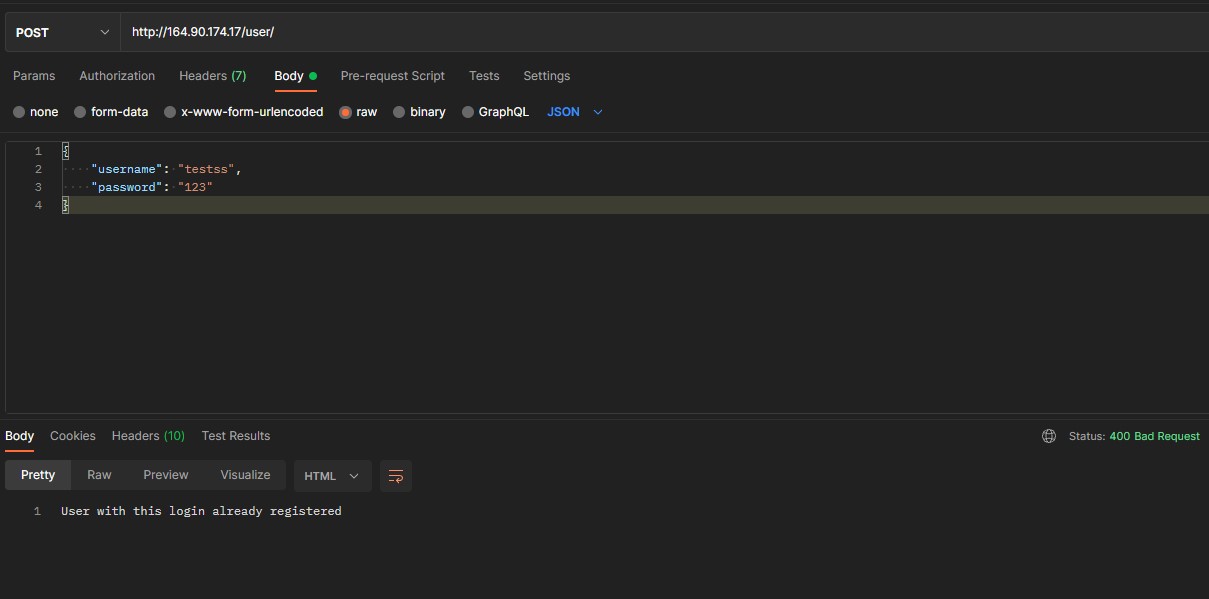 POST http://164.90.174.17/user/
Params Authorization Headers (7) Body Pre-request Script Tests Settings
none form-data x-www-form-urlencoded raw binary GraphQL JSON
1 {
2 "username": "testss",
3 "password": "123"
4 }
Body Cookies Headers (10) Test Results Status: 400 Bad Request
Pretty Raw Preview Visualize HTML
1 User with this login already registered